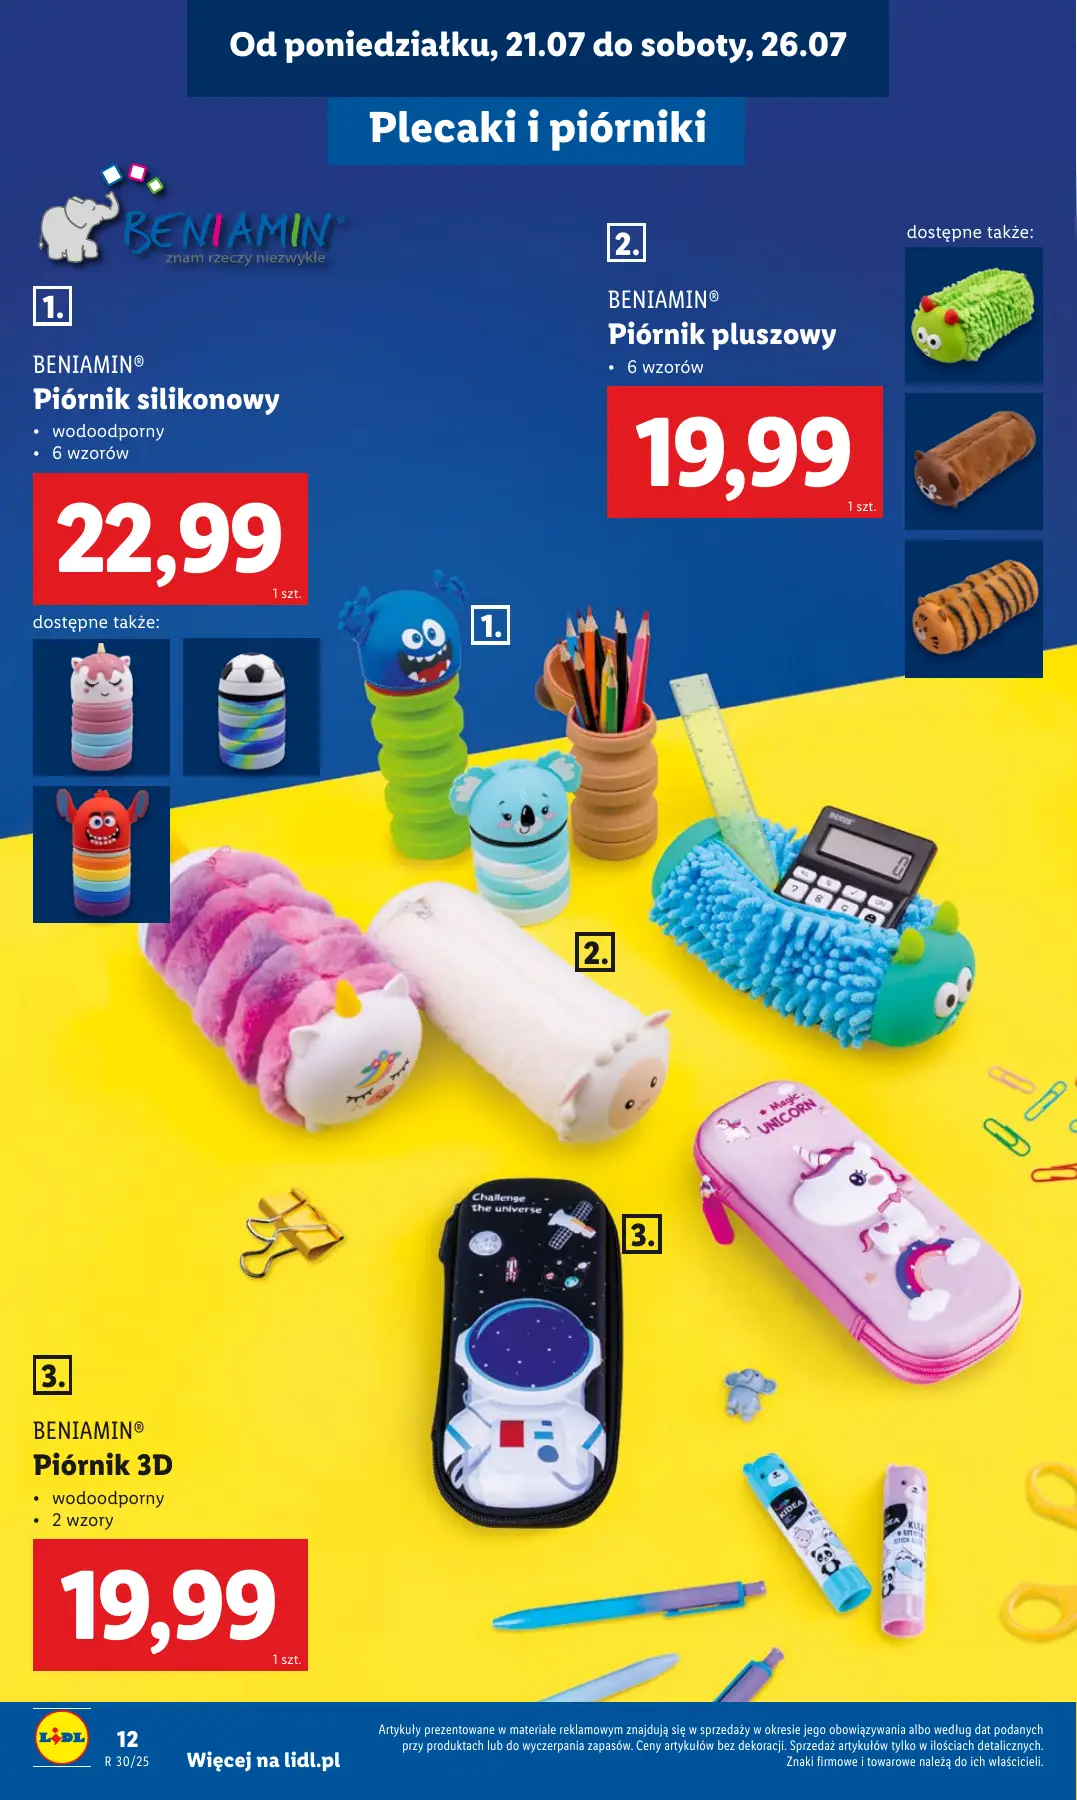 Od poniedziałku, 21.07 do soboty, 26.07
Plecaki i piórniki
BENIAMIN®
znam rzeczy niezwykłe
1.
BENIAMIN®
Piórnik silikonowy
• wodoodporny
• 6 wzorów
22,99
1 szt.
dostępne także:
2.
BENIAMIN®
Piórnik pluszowy
• 6 wzorów
19,99
1 szt.
dostępne także:
1.
2.
Magic
UNICORN
Challenge
the universe
3.
3.
BENIAMIN®
Piórnik 3D
• wodoodporny
• 2 wzory
19,99
1 szt.
KIDEA
LIDL
12
R 30/25
Więcej na lidl.pl
Artykuły prezentowane w materiale reklamowym znajdują się w sprzedaży w okresie jego obowiązywania albo według dat podanych
przy produktach lub do wyczerpania zapasów. Ceny artykułów bez dekoracji. Sprzedaż artykułów tylko w ilościach detalicznych.
Znaki firmowe i towarowe należą do ich właścicieli.